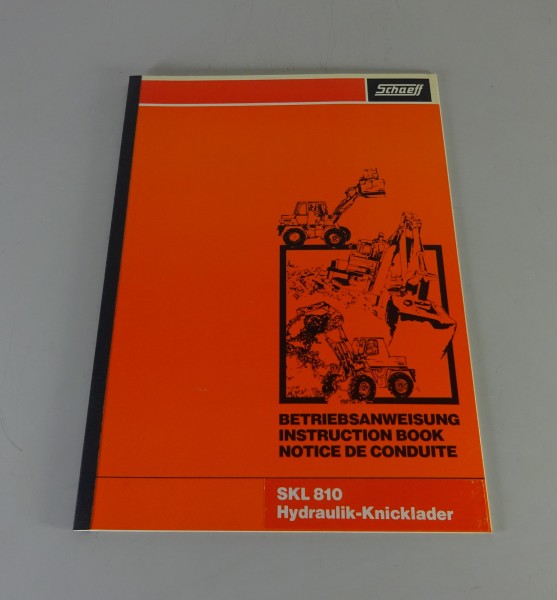 Schaeff
BETRIEBSANWEISUNG
INSTRUCTION BOOK
NOTICE DE CONDUITE
SKL 810
Hydraulik-Knicklader